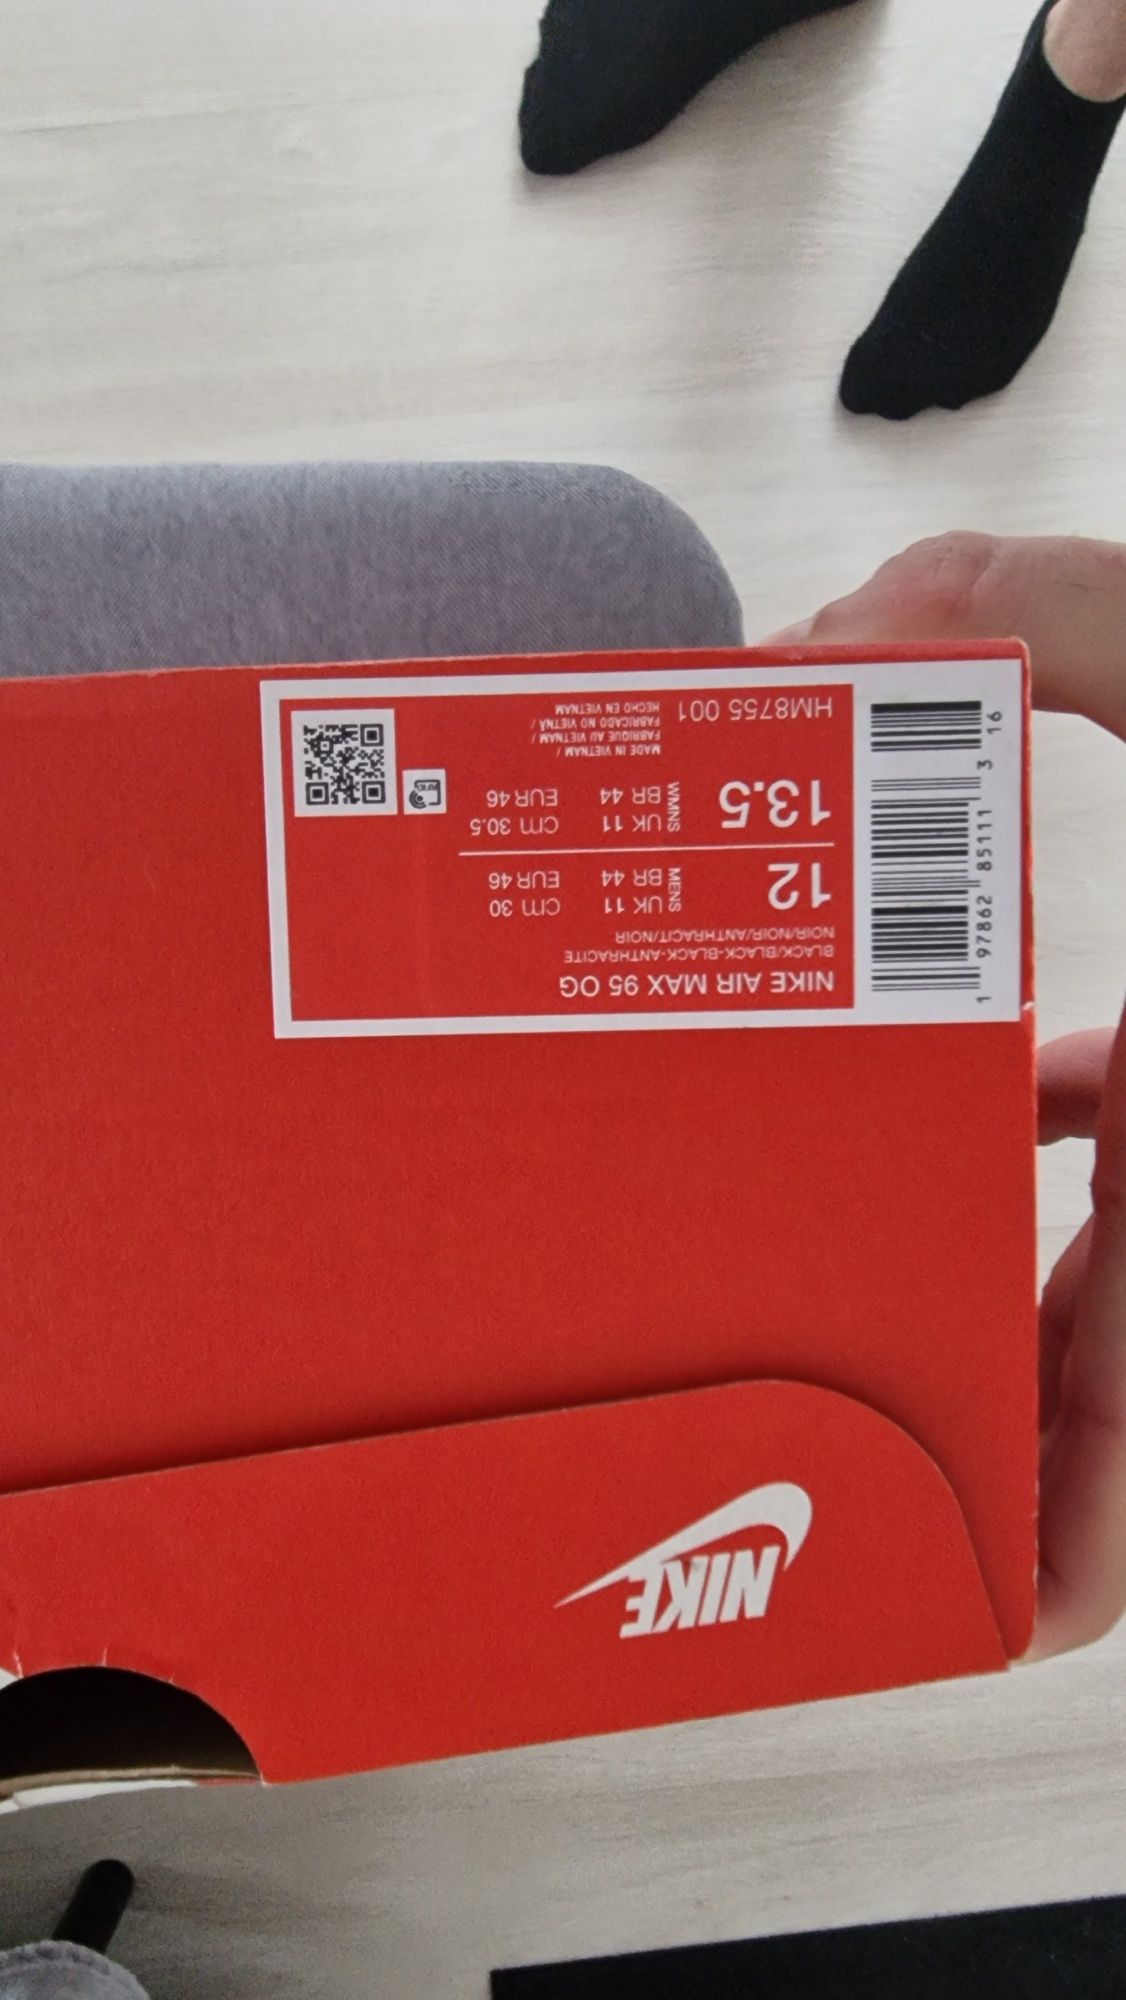 NIKE
NIKE AIR MAX 95 OG
BLACK/BLACK-BLACK-ANTHRACITE
NOIR/NOIR/ANTHRACIT/NOIR
12
MENS
UK 11
cm 30
BR 44
EUR 46
13.5
WMNS
UK 11
cm 30.5
BR 44
EUR 46
MADE IN VIETNAM /
FABRIQUE AU VIETNAM /
FABRICADO NO VIETNÃ /
HECHO EN VIETNAM
HM8755 001
1 97862 85111 3 16